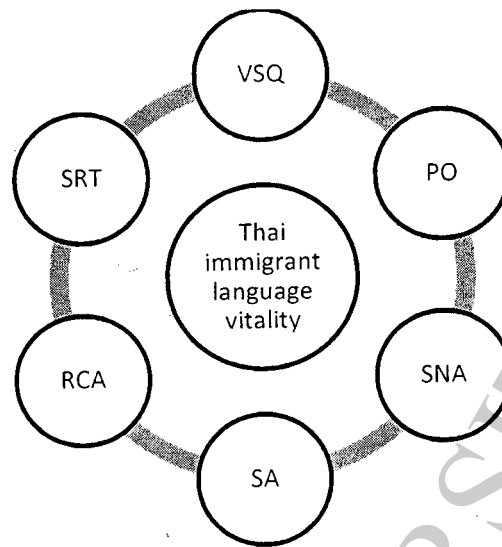 VSQ
SRT
PO
Thai
immigrant
language
vitality
RCA
SNA
SA